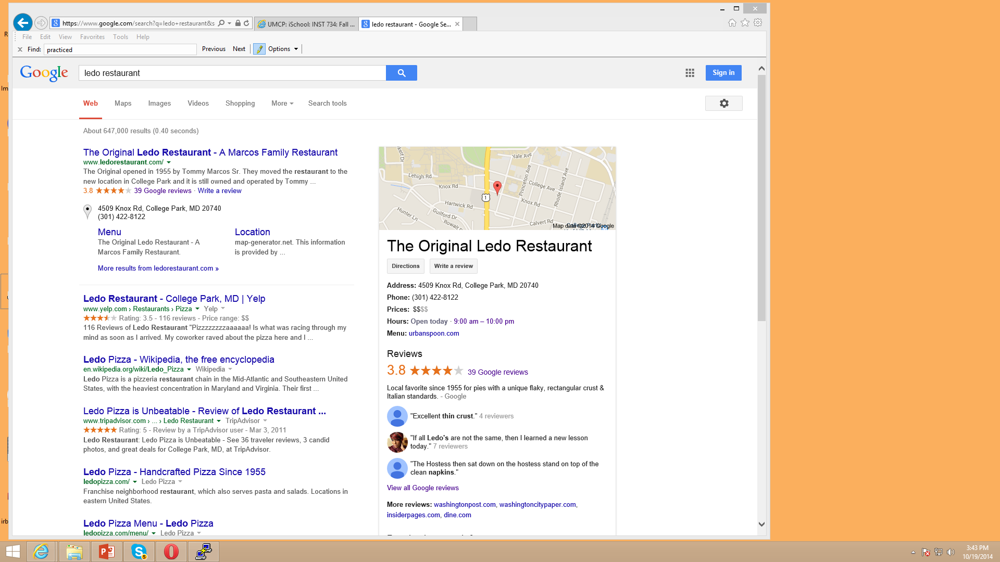 https://www.google.com/search?q=ledo+restaurant&s
UMCP: iSchool: INST 734: Fall ...
ledo restaurant - Google Se...
File Edit View Favorites Tools Help
Find: practiced Previous Next Options
Google ledo restaurant Sign in
Web Maps Images Videos Shopping More Search tools
About 647,000 results (0.40 seconds)
The Original Ledo Restaurant - A Marcos Family Restaurant
www.ledorestaurant.com/
The Original opened in 1955 by Tommy Marcos Sr. They moved the restaurant to the
new location in College Park and it is still owned and operated by Tommy ...
3.8 39 Google reviews · Write a review
4509 Knox Rd, College Park, MD 20740
(301) 422-8122
Menu
The Original Ledo Restaurant - A
Marcos Family Restaurant.
Location
map-generator.net. This information
is provided by ...
More results from ledorestaurant.com »
Ledo Restaurant - College Park, MD | Yelp
www.yelp.com › Restaurants › Pizza Yelp
Rating: 3.5 - 116 reviews - Price range: $$
116 Reviews of Ledo Restaurant "Pizzzzzzzzaaaaaa! Is what was racing through my
mind as soon as I arrived. My coworker raved about the pizza here and I ...
Ledo Pizza - Wikipedia, the free encyclopedia
en.wikipedia.org/wiki/Ledo_Pizza Wikipedia
Ledo Pizza is a pizzeria restaurant chain in the Mid-Atlantic and Southeastern United
States, with the heaviest concentration in Maryland and Virginia. Their first ...
Ledo Pizza is Unbeatable - Review of Ledo Restaurant ...
www.tripadvisor.com › ... › Ledo Restaurant TripAdvisor
Rating: 5 - Review by a TripAdvisor user - Mar 3, 2011
Ledo Restaurant: Ledo Pizza is Unbeatable - See 36 traveler reviews, 3 candid
photos, and great deals for College Park, MD, at TripAdvisor.
Ledo Pizza - Handcrafted Pizza Since 1955
ledopizza.com/ Ledo Pizza
Franchise neighborhood restaurant, which also serves pasta and salads. Locations in
eastern United States.
Ledo Pizza Menu - Ledo Pizza
ledopizza.com/menu/ Ledo Pizza
Yale Ave
Lehigh Rd
Princeton Ave
Rhode Island Ave
College Ave
Knox Rd
Knox Rd
1
Hartwick Rd
Hunter Ln
Guilford Dr
Rowalt
Calvert Rd
Map data ©2014 Google
The Original Ledo Restaurant
Directions Write a review
Address: 4509 Knox Rd, College Park, MD 20740
Phone: (301) 422-8122
Prices: $$$$
Hours: Open today · 9:00 am – 10:00 pm
Menu: urbanspoon.com
Reviews
3.8 39 Google reviews
Local favorite since 1955 for pies with a unique flaky, rectangular crust &
Italian standards. - Google
"Excellent thin crust." 4 reviewers
"If all Ledo's are not the same, then I learned a new lesson
today." 7 reviewers
"The Hostess then sat down on the hostess stand on top of the
clean napkins."
View all Google reviews
More reviews: washingtonpost.com, washingtoncitypaper.com,
insiderpages.com, dine.com
R
Im
irb
5
3:43 PM
10/19/2014